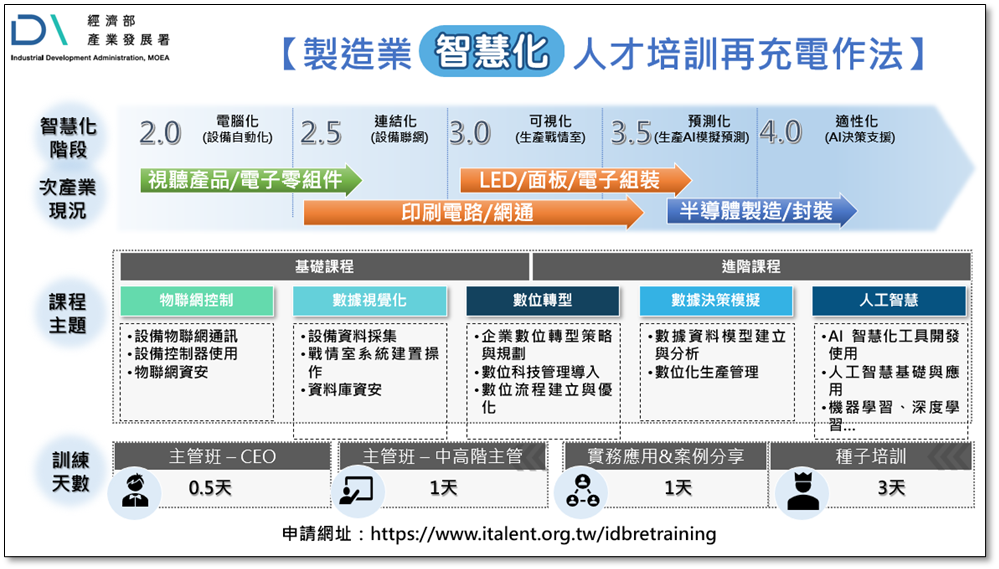 經濟部
產業發展署
Industrial Development Administration, MOEA
【製造業 智慧化 人才培訓再充電作法】
智慧化
階段
2.0 電腦化
(設備自動化)
2.5 連結化
(設備聯網)
3.0 可視化
(生產戰情室)
3.5 預測化
(生產AI模擬預測)
4.0 適性化
(AI決策支援)
次產業
現況
視聽產品/電子零組件
LED/面板/電子組裝
印刷電路/網通
半導體製造/封裝
課程
主題
基礎課程
進階課程
物聯網控制
•設備物聯網通訊
•設備控制器使用
•物聯網資安
數據視覺化
•設備資料採集
•戰情室系統建置操
作
•資料庫資安
數位轉型
•企業數位轉型策略
與規劃
•數位科技管理導入
•數位流程建立與優
化
數據決策模擬
•數據資料模型建立
與分析
•數位化生產管理
人工智慧
•AI 智慧化工具開發
使用
•人工智慧基礎與應
用
•機器學習、深度學
習...
訓練
天數
主管班 – CEO
0.5天
主管班 – 中高階主管
1天
實務應用&案例分享
1天
種子培訓
3天
申請網址：https://www.italent.org.tw/idbretraining